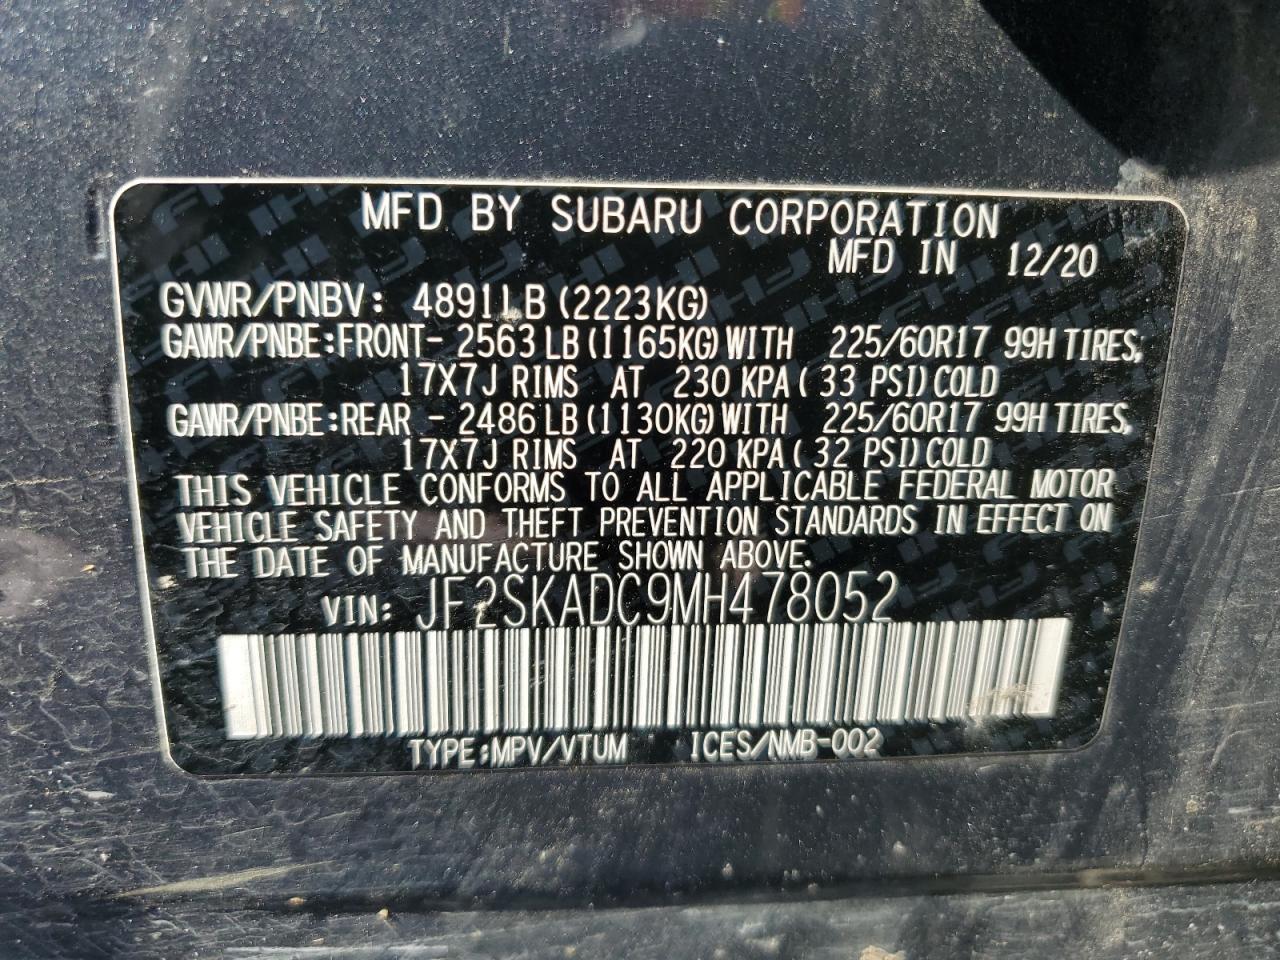 MFD BY SUBARU CORPORATION
MFD IN 12/20
GVWR/PNBV: 4891LB (2223KG)
GAWR/PNBE:FRONT- 2563 LB (1165KG) WITH 225/60R17 99H TIRES,
17X7J RIMS AT 230 KPA ( 33 PSI) COLD
GAWR/PNBE:REAR - 2486 LB (1130KG) WITH 225/60R17 99H TIRES,
17X7J RIMS AT 220 KPA ( 32 PSI) COLD
THIS VEHICLE CONFORMS TO ALL APPLICABLE FEDERAL MOTOR
VEHICLE SAFETY AND THEFT PREVENTION STANDARDS IN EFFECT ON
THE DATE OF MANUFACTURE SHOWN ABOVE.
VIN: JF2SKADC9MH478052
TYPE:MPV/VTUM ICES/NMB-002